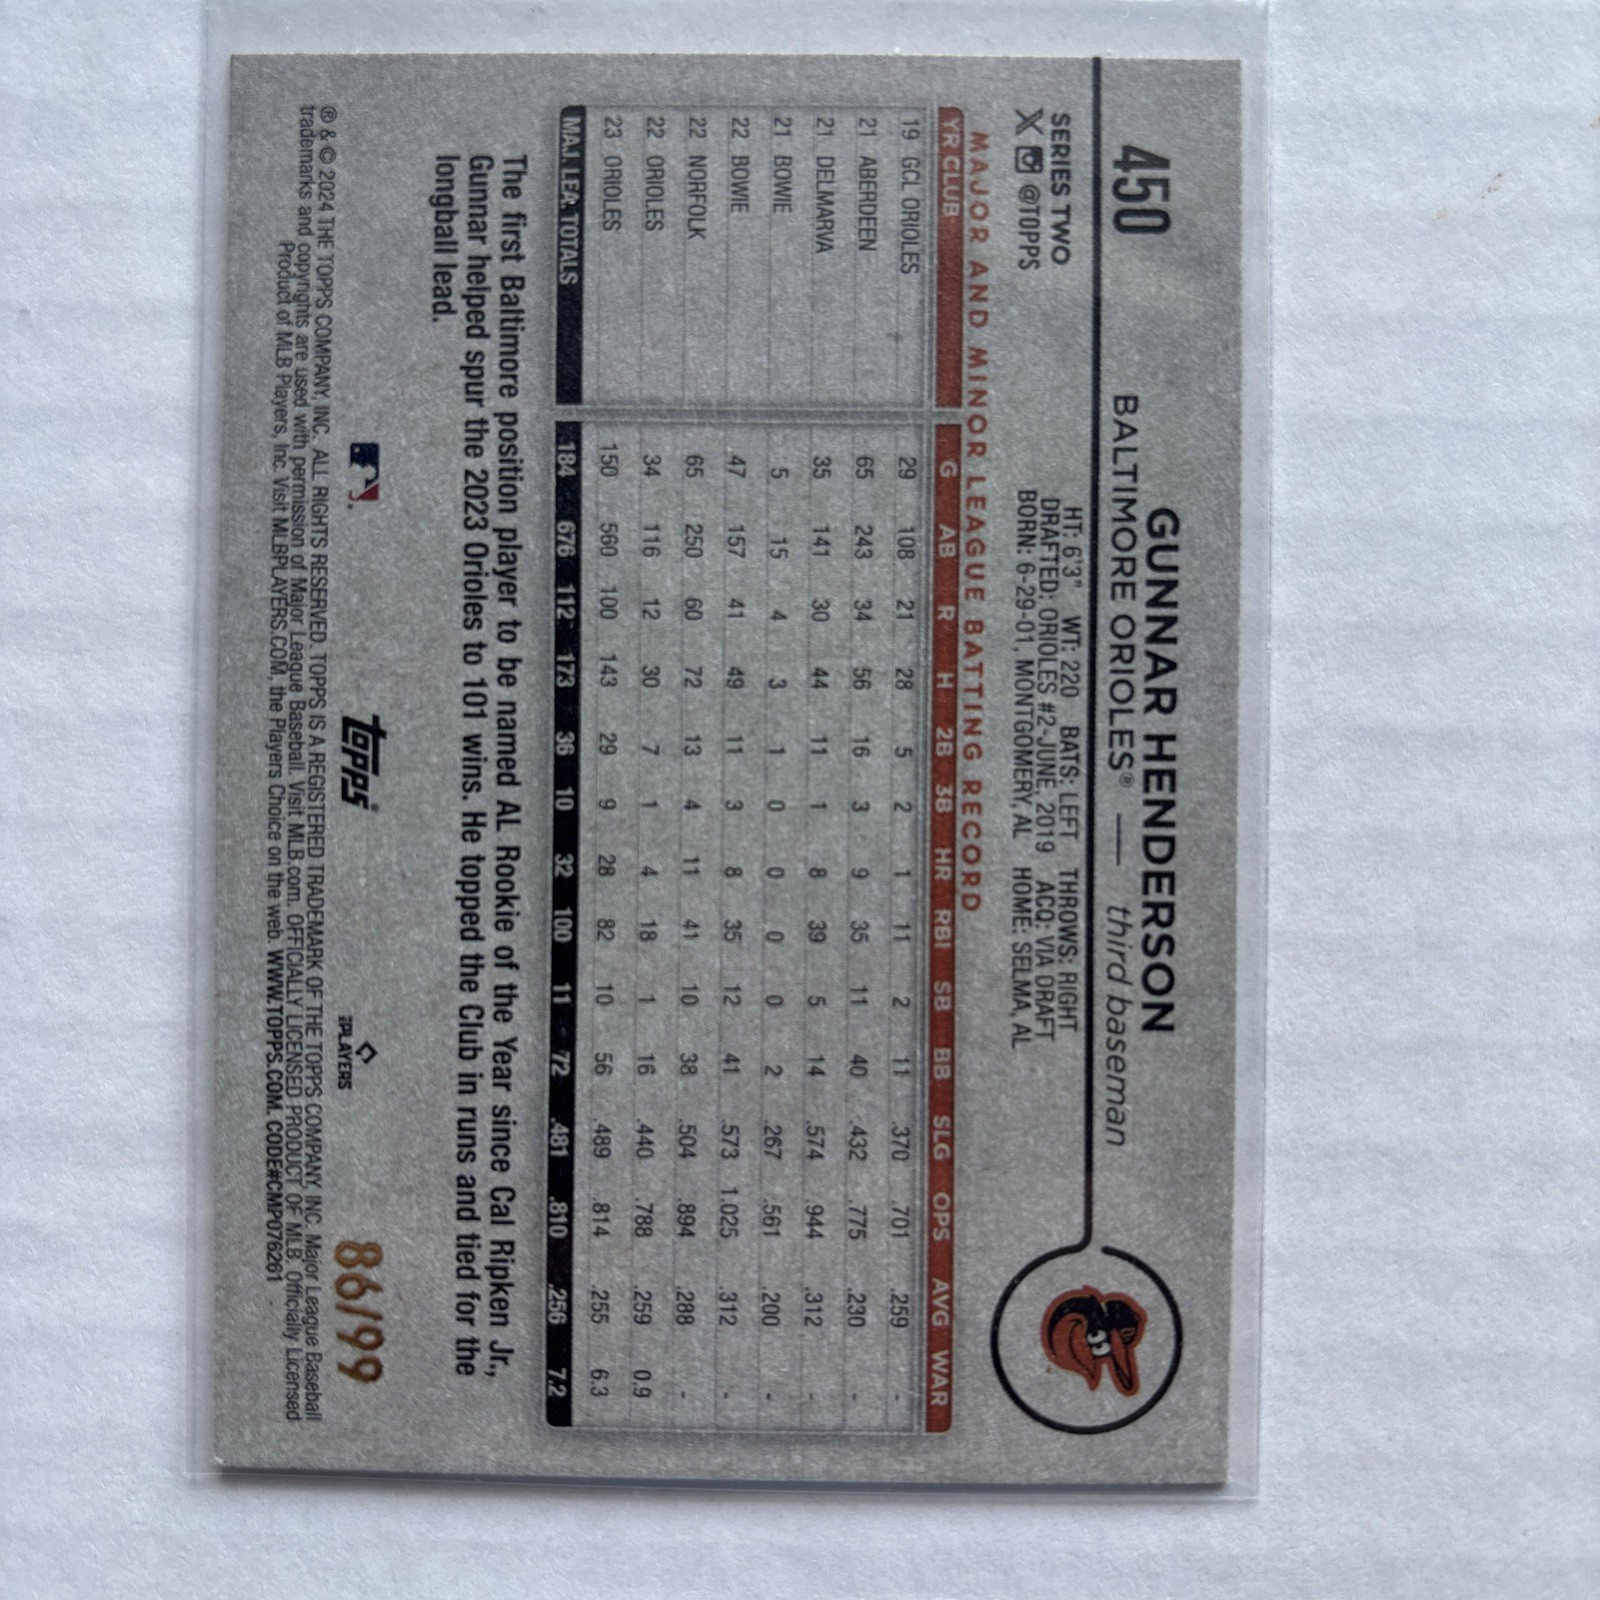 450
GUNNAR HENDERSON
BALTIMORE ORIOLES® — third baseman
SERIES TWO
@TOPPS
HT: 6'3" WT: 220 BATS: LEFT THROWS: RIGHT
DRAFTED: ORIOLES #2-JUNE, 2019 ACQ: VIA DRAFT
BORN: 6-29-01, MONTGOMERY, AL HOME: SELMA, AL
MAJOR AND MINOR LEAGUE BATTING RECORD
YR CLUB G AB R H 2B 3B HR RBI SB BB SLG OPS AVG WAR
19 GCL ORIOLES 29 108 21 28 5 2 1 11 2 11 .370 .701 .259 -
21 ABERDEEN 65 243 34 56 16 3 9 35 11 40 .432 .775 .230 -
21 DELMARVA 35 141 30 44 11 1 8 39 5 14 .574 .944 .312 -
21 BOWIE 5 15 4 3 1 0 0 0 0 2 .267 .561 .200 -
22 BOWIE 47 157 41 49 11 3 8 35 12 41 .573 1.025 .312 -
22 NORFOLK 65 250 60 72 13 4 11 41 10 38 .504 .894 .288 -
22 ORIOLES 34 116 12 30 7 1 4 18 1 16 .440 .788 .259 0.9
23 ORIOLES 150 560 100 143 29 9 28 82 10 56 .489 .814 .255 6.3
MAJ. LEA. TOTALS 184 676 112 173 36 10 32 100 11 72 .481 .810 .256 7.2
The first Baltimore position player to be named AL Rookie of the Year since Cal Ripken Jr.,
Gunnar helped spur the 2023 Orioles to 101 wins. He topped the Club in runs and tied for the
longball lead.
topps
PLAYERS
86/99
® & © 2024 THE TOPPS COMPANY, INC. ALL RIGHTS RESERVED. TOPPS IS A REGISTERED TRADEMARK OF THE TOPPS COMPANY, INC. Major League Baseball
trademarks and copyrights are used with permission of Major League Baseball. Visit MLB.com. OFFICIALLY LICENSED PRODUCT OF MLB Officially Licensed
Product of MLB Players, Inc. Visit MLBPLAYERS.COM, the Players Choice on the web. WWW.TOPPS.COM. CODE#CMP076261